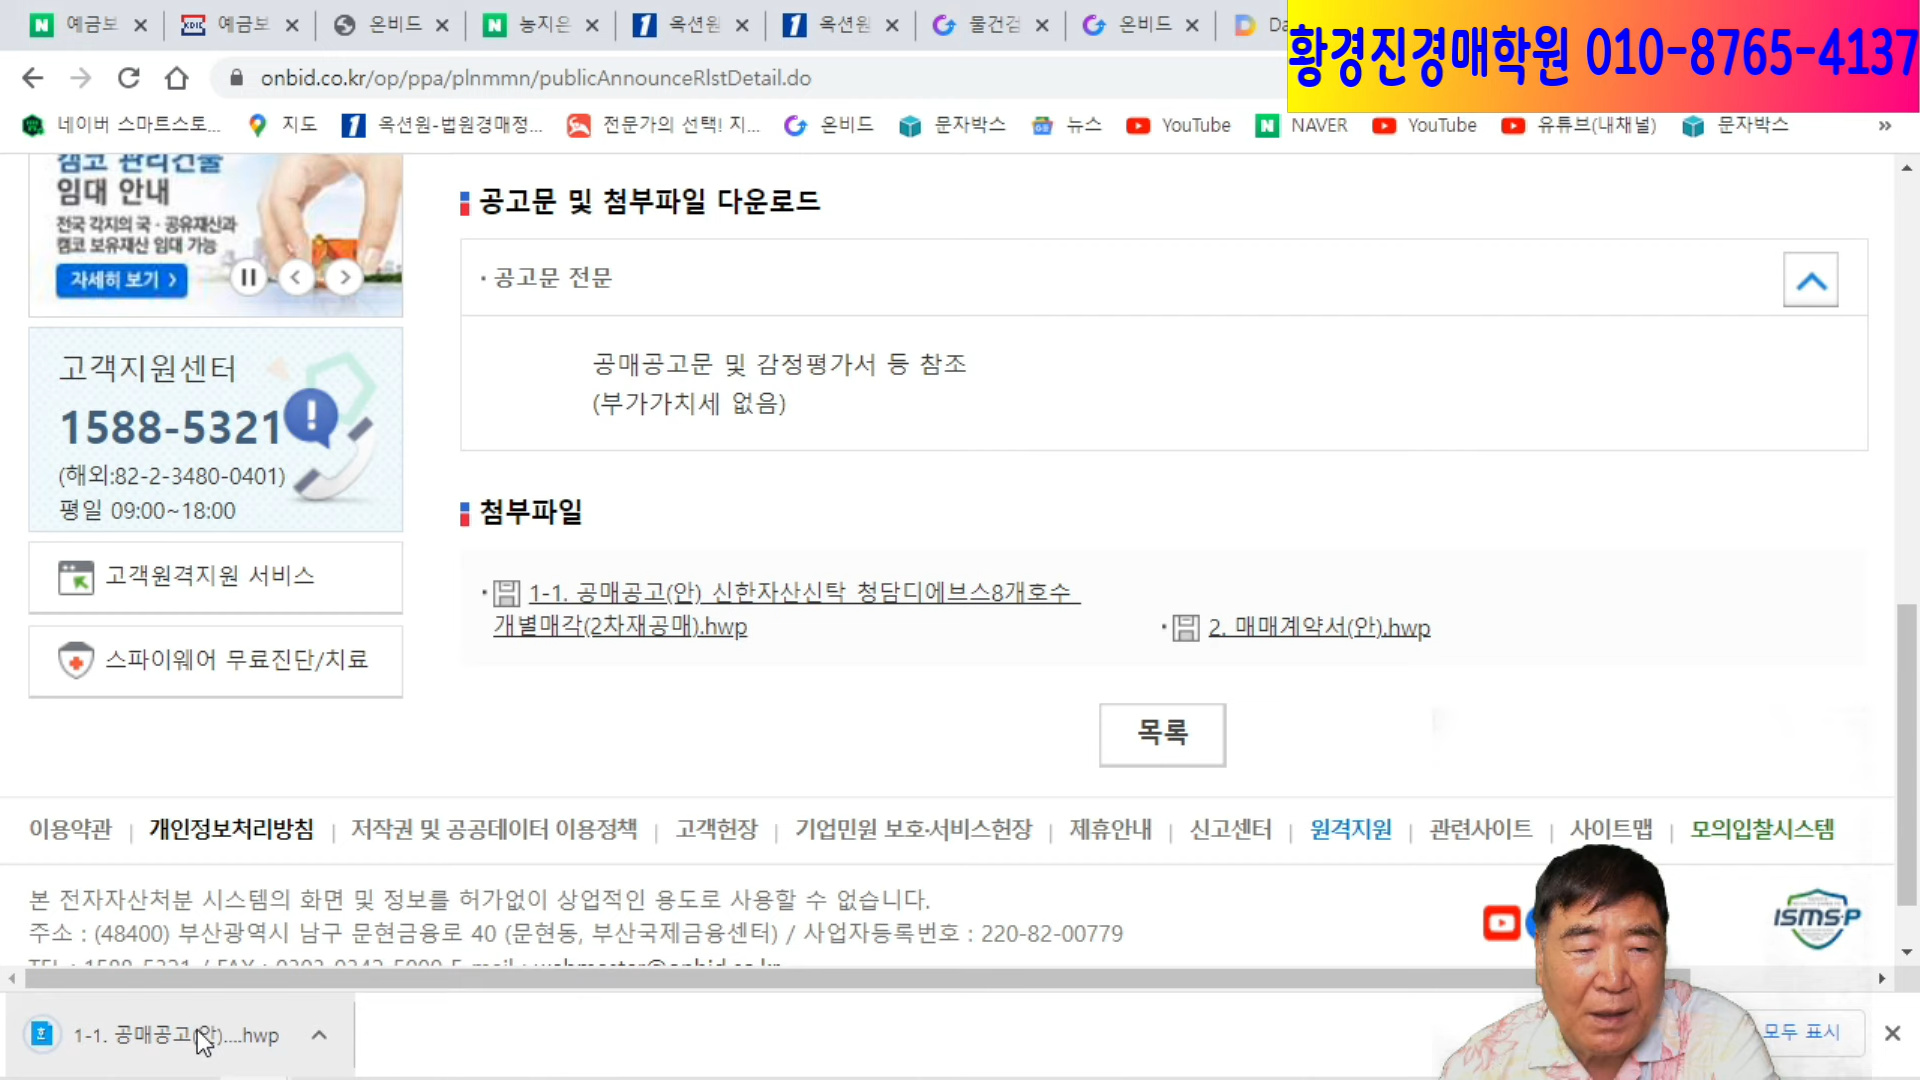 예금보
예금보
온비드
농지은
옥션원
옥션원
물건검
온비드
황경진경매학원 010-8765-4137
onbid.co.kr/op/ppa/plnmmn/publicAnnounceRlstDetail.do
네이버 스마트스토...
지도
옥션원-법원경매정...
전문가의 선택! 지...
온비드
문자박스
뉴스
YouTube
NAVER
YouTube
유튜브(내채널)
문자박스
캠코 관리건물
임대 안내
전국 각지의 국·공유재산과
캠코 보유재산 임대 가능
자세히 보기
고객지원센터
1588-5321
(해외:82-2-3480-0401)
평일 09:00~18:00
고객원격지원 서비스
스파이웨어 무료진단/치료
공고문 및 첨부파일 다운로드
· 공고문 전문
공매공고문 및 감정평가서 등 참조
(부가가치세 없음)
첨부파일
· 1-1. 공매공고(안)_신한자산신탁_청담디에브스8개호수_
개별매각(2차재공매).hwp
· 2. 매매계약서(안).hwp
목록
이용약관 | 개인정보처리방침 | 저작권 및 공공데이터 이용정책 | 고객헌장 | 기업민원 보호·서비스헌장 | 제휴안내 | 신고센터 | 원격지원 | 관련사이트 | 사이트맵 | 모의입찰시스템
본 전자자산처분 시스템의 화면 및 정보를 허가없이 상업적인 용도로 사용할 수 없습니다.
주소 : (48400) 부산광역시 남구 문현금융로 40 (문현동, 부산국제금융센터) / 사업자등록번호 : 220-82-00779
ISMS-P
1-1. 공매공고(안)....hwp
모두 표시